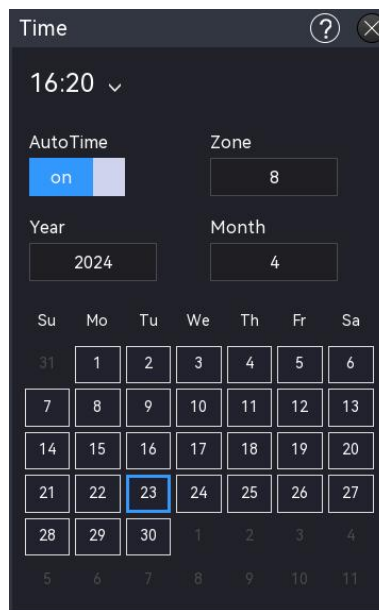 Time ?
16:20
AutoTime Zone
on 8
Year Month
2024 4
Su Mo Tu We Th Fr Sa
31 1 2 3 4 5 6
7 8 9 10 11 12 13
14 15 16 17 18 19 20
21 22 23 24 25 26 27
28 29 30 1 2 3 4
5 6 7 8 9 10 11